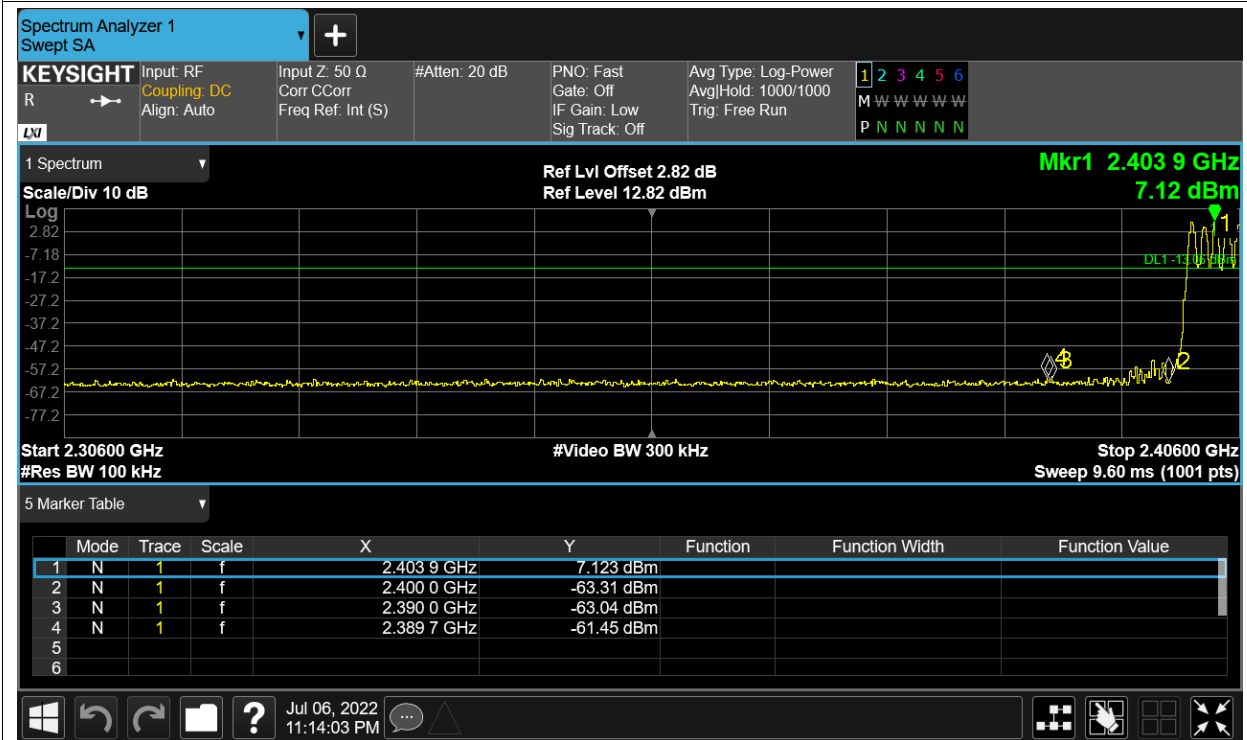 Spectrum Analyzer 1
Swept SA
KEYSIGHT Input: RF Input Z: 50 Ω #Atten: 20 dB PNO: Fast Avg Type: Log-Power 1 2 3 4 5 6
R Coupling: DC Corr CCorr Gate: Off Avg|Hold: 1000/1000 M W W W W W
Align: Auto Freq Ref: Int (S) IF Gain: Low Trig: Free Run
LXI Sig Track: Off P N N N N N
1 Spectrum Ref Lvl Offset 2.82 dB Mkr1 2.403 9 GHz
Scale/Div 10 dB Ref Level 12.82 dBm 7.12 dBm
Log
1
2.82
-7.18
DL1 -13.05 dBm
-17.2
-27.2
-37.2
-47.2
2
-57.2
-67.2
-77.2
Start 2.30600 GHz #Video BW 300 kHz Stop 2.40600 GHz
#Res BW 100 kHz Sweep 9.60 ms (1001 pts)
5 Marker Table
Mode Trace Scale X Y Function Function Width Function Value
1 N 1 f 2.403 9 GHz 7.123 dBm
2 N 1 f 2.400 0 GHz -63.31 dBm
3 N 1 f 2.390 0 GHz -63.04 dBm
4 N 1 f 2.389 7 GHz -61.45 dBm
5
6
? Jul 06, 2022
11:14:03 PM